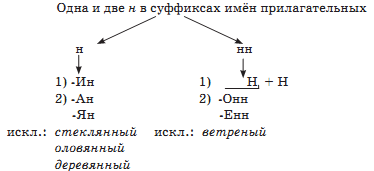 Одна и две н в суффиксах имён прилагательных
н нн
1) -Ин 1) Н + Н
2) -Ан 2) -Онн
-Ян -Енн
искл.: стеклянный искл.: ветреный
оловянный
деревянный